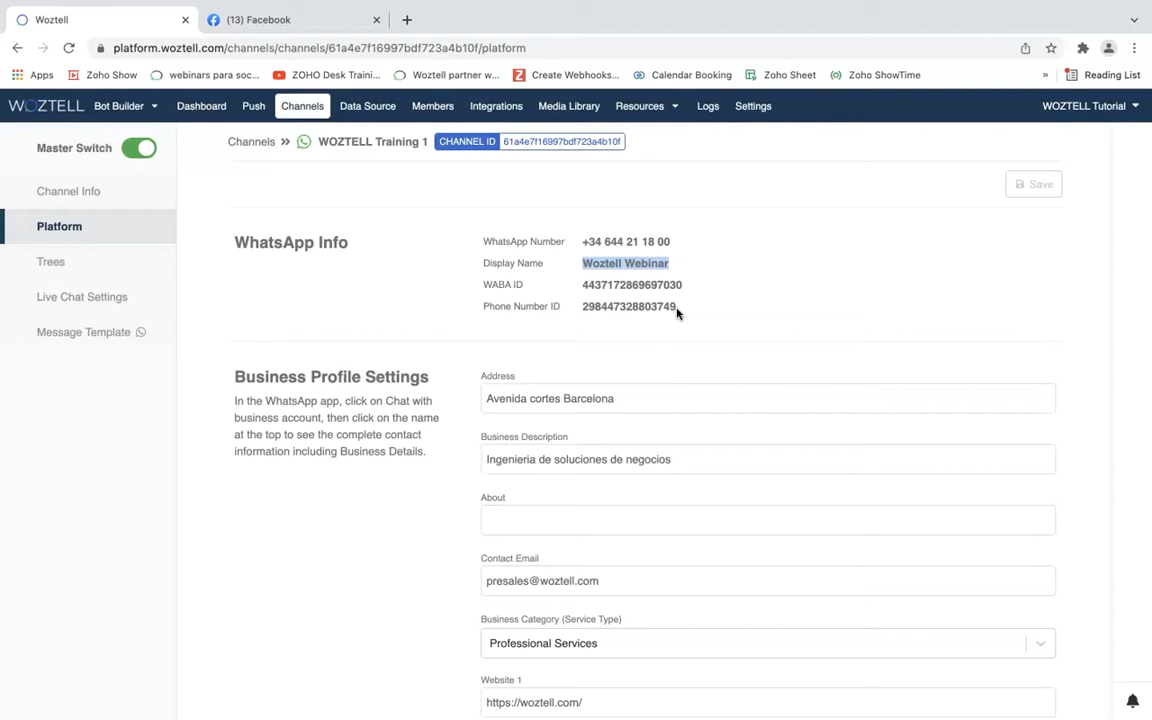 Woztell
(13) Facebook
platform.woztell.com/channels/channels/61a4e7f16997bdf723a4b10f/platform
Apps
Zoho Show
webinars para soc...
ZOHO Desk Traini...
Woztell partner w...
Create Webhooks...
Calendar Booking
Zoho Sheet
Zoho ShowTime
»
Reading List
WOZTELL
Bot Builder
Dashboard
Push
Channels
Data Source
Members
Integrations
Media Library
Resources
Logs
Settings
WOZTELL Tutorial
Master Switch
Channel Info
Platform
Trees
Live Chat Settings
Message Template
Channels » WOZTELL Training 1 CHANNEL ID 61a4e7f16997bdf723a4b10f
Save
WhatsApp Info
WhatsApp Number +34 644 21 18 00
Display Name Woztell Webinar
WABA ID 4437172869697030
Phone Number ID 298447328803749
Business Profile Settings
In the WhatsApp app, click on Chat with
business account, then click on the name
at the top to see the complete contact
information including Business Details.
Address
Avenida cortes Barcelona
Business Description
Ingenieria de soluciones de negocios
About
Contact Email
presales@woztell.com
Business Category (Service Type)
Professional Services
Website 1
https://woztell.com/